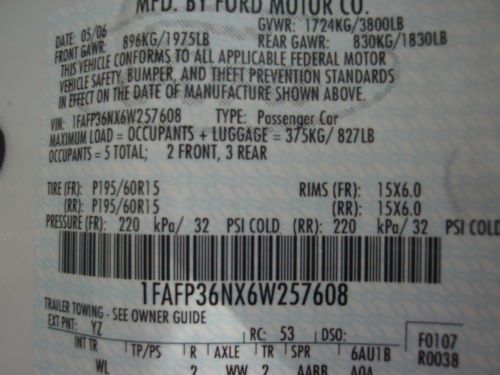 MFD. BY FORD MOTOR CO.
DATE: 05/06 GVWR: 1724KG/3800LB
FRONT GAWR: 896KG/1975LB REAR GAWR: 830KG/1830LB
THIS VEHICLE CONFORMS TO ALL APPLICABLE FEDERAL MOTOR
VEHICLE SAFETY, BUMPER, AND THEFT PREVENTION STANDARDS
IN EFFECT ON THE DATE OF MANUFACTURE SHOWN ABOVE.
VIN: 1FAFP36NX6W257608 TYPE: Passenger Car
MAXIMUM LOAD = OCCUPANTS + LUGGAGE = 375KG/ 827LB
OCCUPANTS = 5 TOTAL; 2 FRONT, 3 REAR
TIRE (FR): P195/60R15 RIMS (FR): 15X6.0
(RR): P195/60R15 (RR): 15X6.0
PRESSURE (FR): 220 kPa/ 32 PSI COLD (RR): 220 kPa/ 32 PSI COLD
1FAFP36NX6W257608
TRAILER TOWING - SEE OWNER GUIDE
EXT PNT: YZ RC: 53 DSO: F0107
INT TR TP/PS R AXLE TR SPR 6AU1B R0038
WL 2 WW 2 AABB A0A